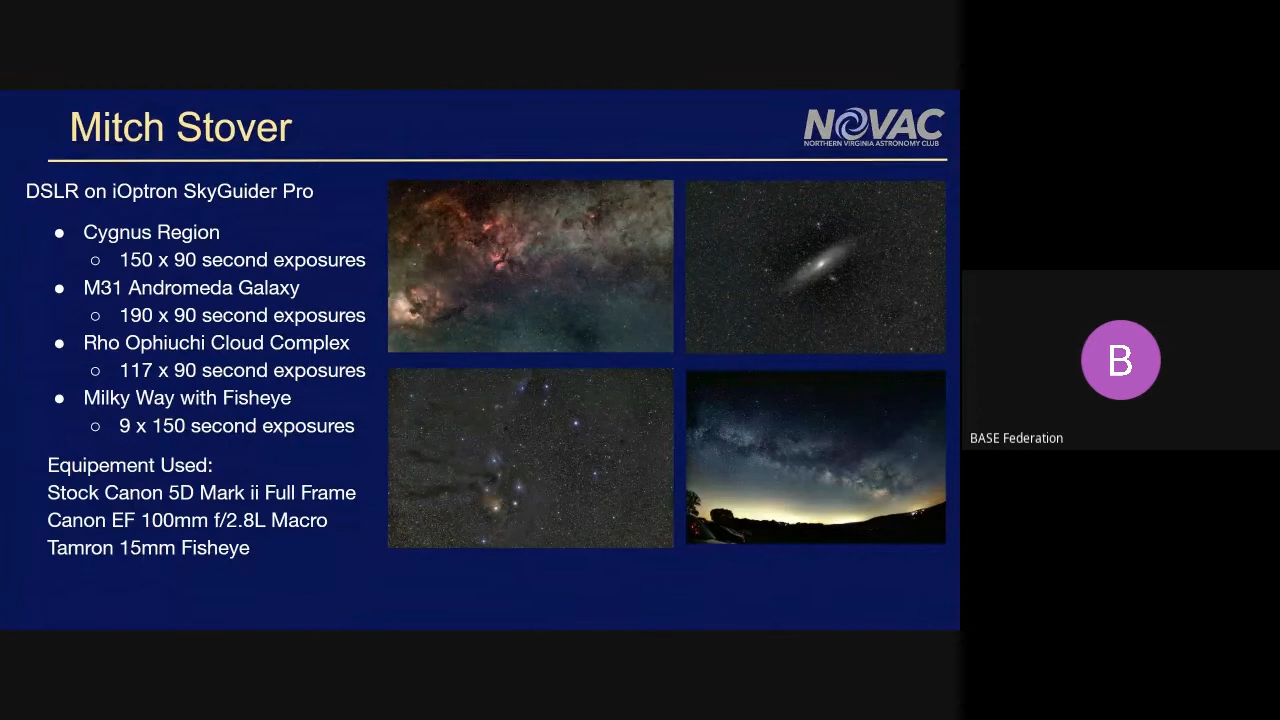 Mitch Stover
NOVAC
NORTHERN VIRGINIA ASTRONOMY CLUB
DSLR on iOptron SkyGuider Pro
● Cygnus Region
○ 150 x 90 second exposures
● M31 Andromeda Galaxy
○ 190 x 90 second exposures
● Rho Ophiuchi Cloud Complex
○ 117 x 90 second exposures
● Milky Way with Fisheye
○ 9 x 150 second exposures
Equipement Used:
Stock Canon 5D Mark ii Full Frame
Canon EF 100mm f/2.8L Macro
Tamron 15mm Fisheye
B
BASE Federation